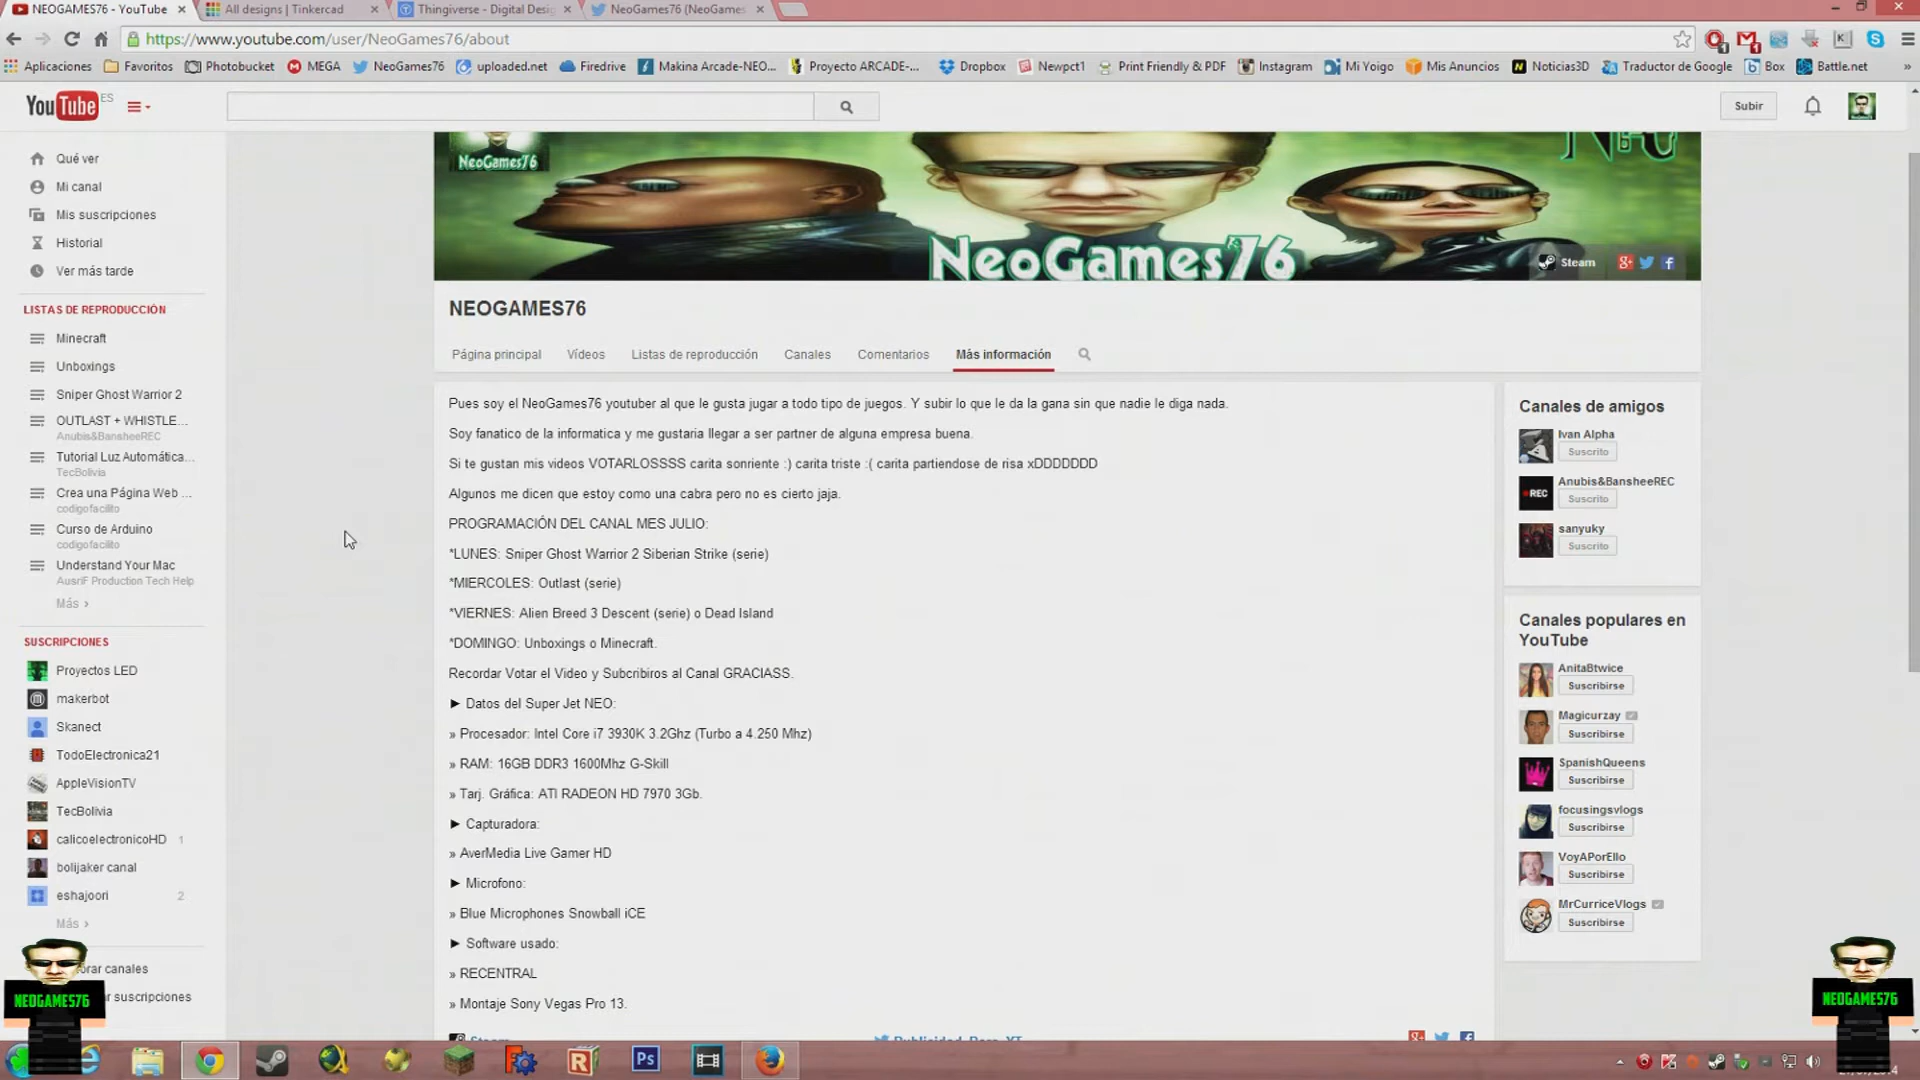 NEOGAMES76 - YouTube
All designs | Tinkercad
Thingiverse - Digital Desig
NeoGames76 (NeoGames
https://www.youtube.com/user/NeoGames76/about
Aplicaciones
Favoritos
Photobucket
MEGA
NeoGames76
uploaded.net
Firedrive
Makina Arcade-NEO...
Proyecto ARCADE-...
Dropbox
Newpct1
Print Friendly & PDF
Instagram
Mi Yoigo
Mis Anuncios
Noticias3D
Traductor de Google
Box
Battle.net
»
YouTube ES
Subir
Qué ver
Mi canal
Mis suscripciones
Historial
Ver más tarde
LISTAS DE REPRODUCCIÓN
Minecraft
Unboxings
Sniper Ghost Warrior 2
OUTLAST + WHISTLE...
Anubis&BansheeREC
Tutorial Luz Automática...
TecBolivia
Crea una Página Web ...
codigofacilito
Curso de Arduino
codigofacilito
Understand Your Mac
AusriF Production Tech Help
Más ›
SUSCRIPCIONES
Proyectos LED
makerbot
Skanect
TodoElectronica21
AppleVisionTV
TecBolivia
calicoelectronicoHD 1
bolijaker canal
eshajoori 2
Más ›
orar canales
ar suscripciones
NeoGames76
NeoGames76
Steam
NEOGAMES76
Página principal
Vídeos
Listas de reproducción
Canales
Comentarios
Más información
Pues soy el NeoGames76 youtuber al que le gusta jugar a todo tipo de juegos. Y subir lo que le da la gana sin que nadie le diga nada.
Soy fanatico de la informatica y me gustaria llegar a ser partner de alguna empresa buena.
Si te gustan mis videos VOTARLOSSSS carita sonriente :) carita triste :( carita partiendose de risa xDDDDDDD
Algunos me dicen que estoy como una cabra pero no es cierto jaja.
PROGRAMACIÓN DEL CANAL MES JULIO:
*LUNES: Sniper Ghost Warrior 2 Siberian Strike (serie)
*MIERCOLES: Outlast (serie)
*VIERNES: Alien Breed 3 Descent (serie) o Dead Island
*DOMINGO: Unboxings o Minecraft.
Recordar Votar el Video y Subcribiros al Canal GRACIASS.
► Datos del Super Jet NEO:
» Procesador: Intel Core i7 3930K 3.2Ghz (Turbo a 4.250 Mhz)
» RAM: 16GB DDR3 1600Mhz G-Skill
» Tarj. Gráfica: ATI RADEON HD 7970 3Gb.
► Capturadora:
» AverMedia Live Gamer HD
► Microfono:
» Blue Microphones Snowball iCE
► Software usado:
» RECENTRAL
» Montaje Sony Vegas Pro 13.
Canales de amigos
Ivan Alpha
Suscrito
Anubis&BansheeREC
Suscrito
sanyuky
Suscrito
REC
Canales populares en
YouTube
AnitaBtwice
Suscribirse
Magicurzay
Suscribirse
SpanishQueens
Suscribirse
focusingsvlogs
Suscribirse
VoyAPorEllo
Suscribirse
MrCurriceVlogs
Suscribirse
NEOGAMES76
NEOGAMES76
Ps